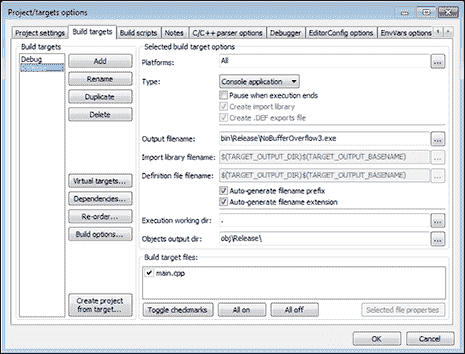 Project/targets options
Project settings Build targets Build scripts Notes C/C++ parser options Debugger EditorConfig options EnvVars options
Build targets
Debug
Add
Rename
Duplicate
Delete
Virtual targets...
Dependencies...
Re-order...
Build options...
Create project
from target...
Selected build target options
Platforms: All ...
Type: Console application
Pause when execution ends
Create import library
Create .DEF exports file
Output filename: bin\Release\NoBufferOverflow3.exe ...
Import library filename: $(TARGET_OUTPUT_DIR)$(TARGET_OUTPUT_BASENAME) ...
Definition file filename: $(TARGET_OUTPUT_DIR)$(TARGET_OUTPUT_BASENAME) ...
Auto-generate filename prefix
Auto-generate filename extension
Execution working dir: . ...
Objects output dir: obj\Release\ ...
Build target files:
main.cpp
Toggle checkmarks All on All off Selected file properties
OK Cancel